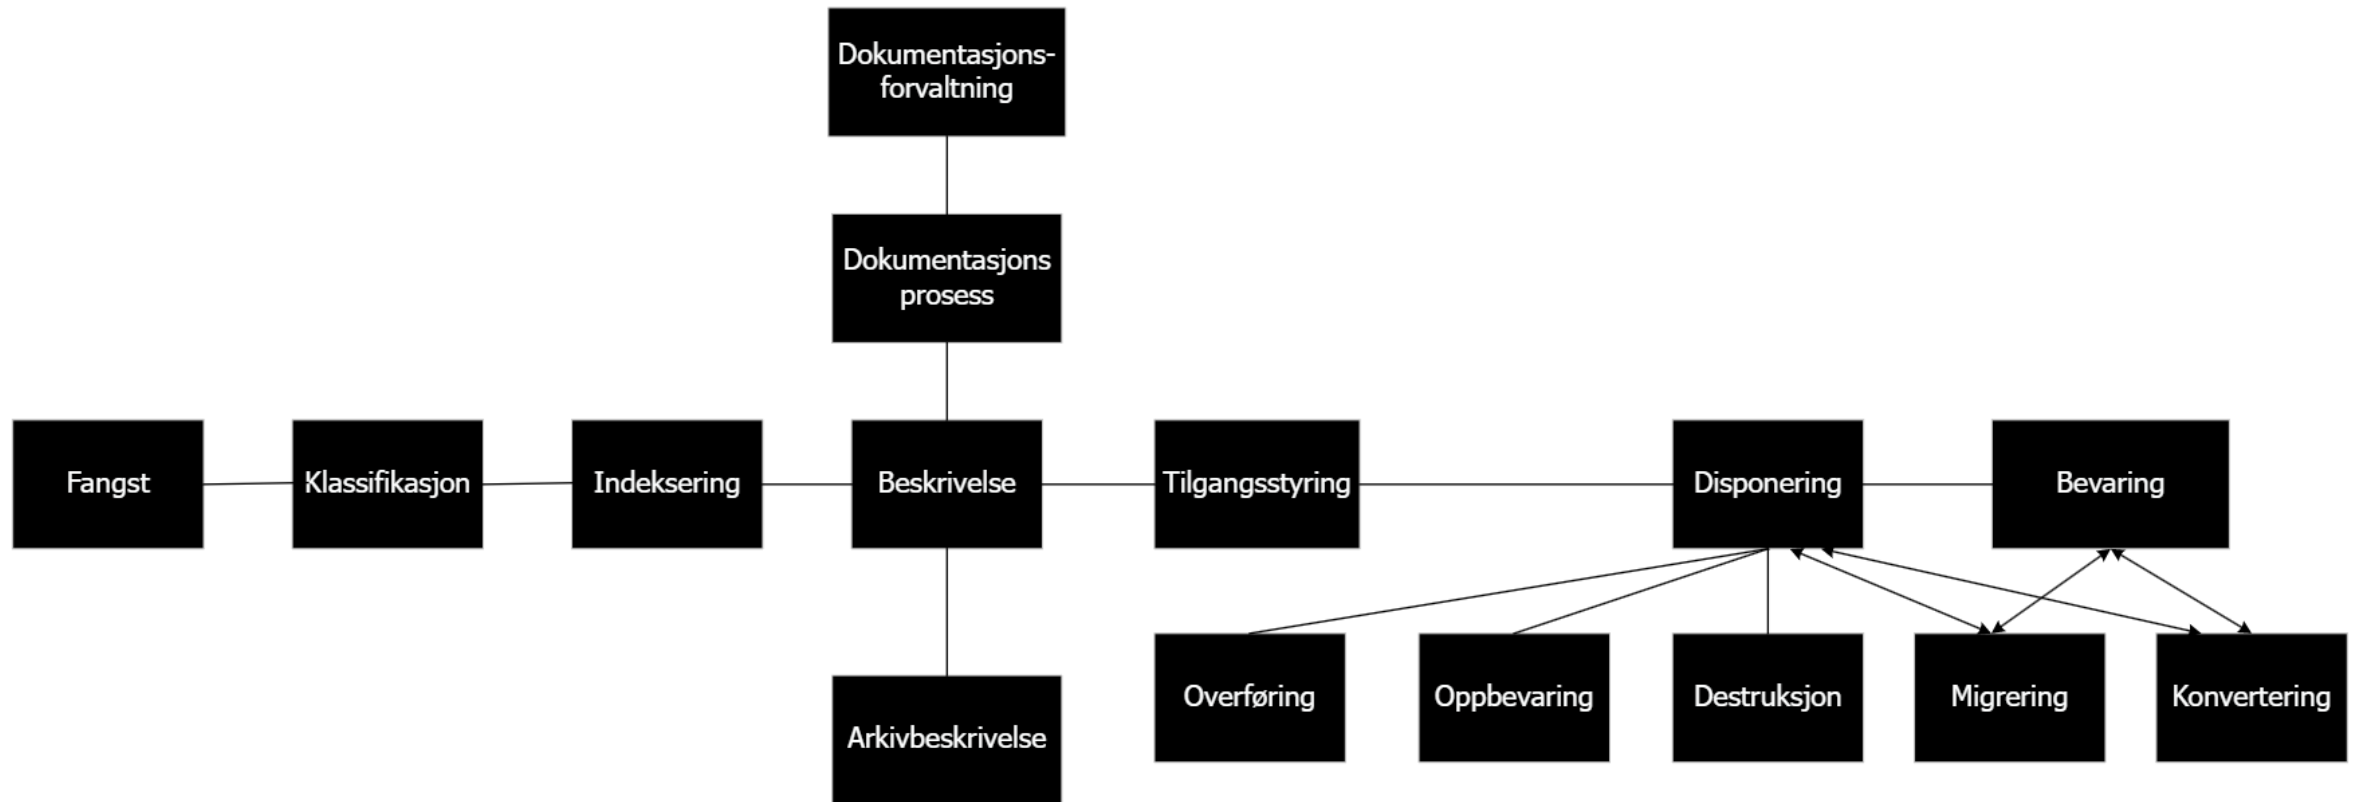 Dokumentasjons-
forvaltning
Dokumentasjons
prosess
Fangst
Klassifikasjon
Indeksering
Beskrivelse
Tilgangsstyring
Disponering
Bevaring
Overføring
Oppbevaring
Destruksjon
Migrering
Konvertering
Arkivbeskrivelse